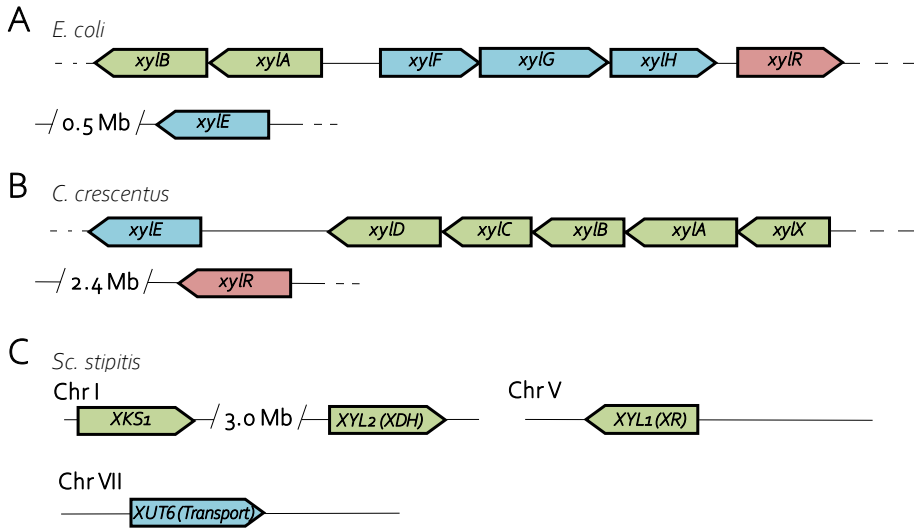 A E. coli
xylB xylA xylF xylG xylH xylR
0.5 Mb xylE
B C. crescentus
xylE xylD xylC xylB xylA xylX
2.4 Mb xylR
C Sc. stipitis
Chr I Chr V
XKS1 3.0 Mb XYL2 (XDH) XYL1 (XR)
Chr VII
XUT6 (Transport)